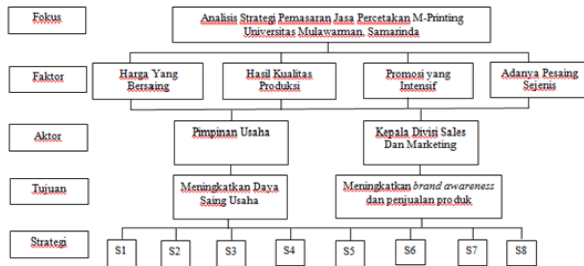 Fokus
Analisis Strategi Pemasaran Jasa Percetakan M-Printing
Universitas Mulawarman, Samarinda
Faktor
Harga Yang
Bersaing
Hasil Kualitas
Produksi
Promosi yang
Intensif
Adanya Pesaing
Sejenis
Aktor
Pimpinan Usaha
Kepala Divisi Sales
Dan Marketing
Tujuan
Meningkatkan Daya
Saing Usaha
Meningkatkan brand awareness
dan penjualan produk
Strategi
S1
S2
S3
S4
S5
S6
S7
S8